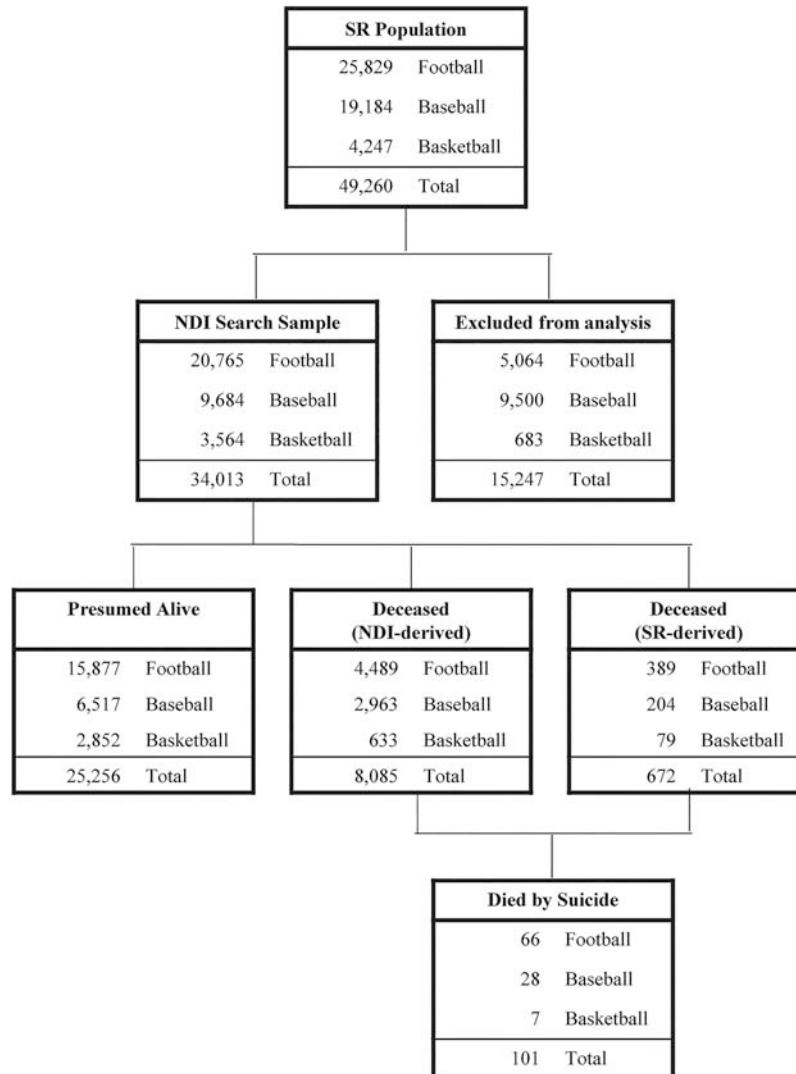 SR Population
25,829 Football
19,184 Baseball
4,247 Basketball
49,260 Total
NDI Search Sample
20,765 Football
9,684 Baseball
3,564 Basketball
34,013 Total
Excluded from analysis
5,064 Football
9,500 Baseball
683 Basketball
15,247 Total
Presumed Alive
15,877 Football
6,517 Baseball
2,852 Basketball
25,256 Total
Deceased
(NDI-derived)
4,489 Football
2,963 Baseball
633 Basketball
8,085 Total
Deceased
(SR-derived)
389 Football
204 Baseball
79 Basketball
672 Total
Died by Suicide
66 Football
28 Baseball
7 Basketball
101 Total